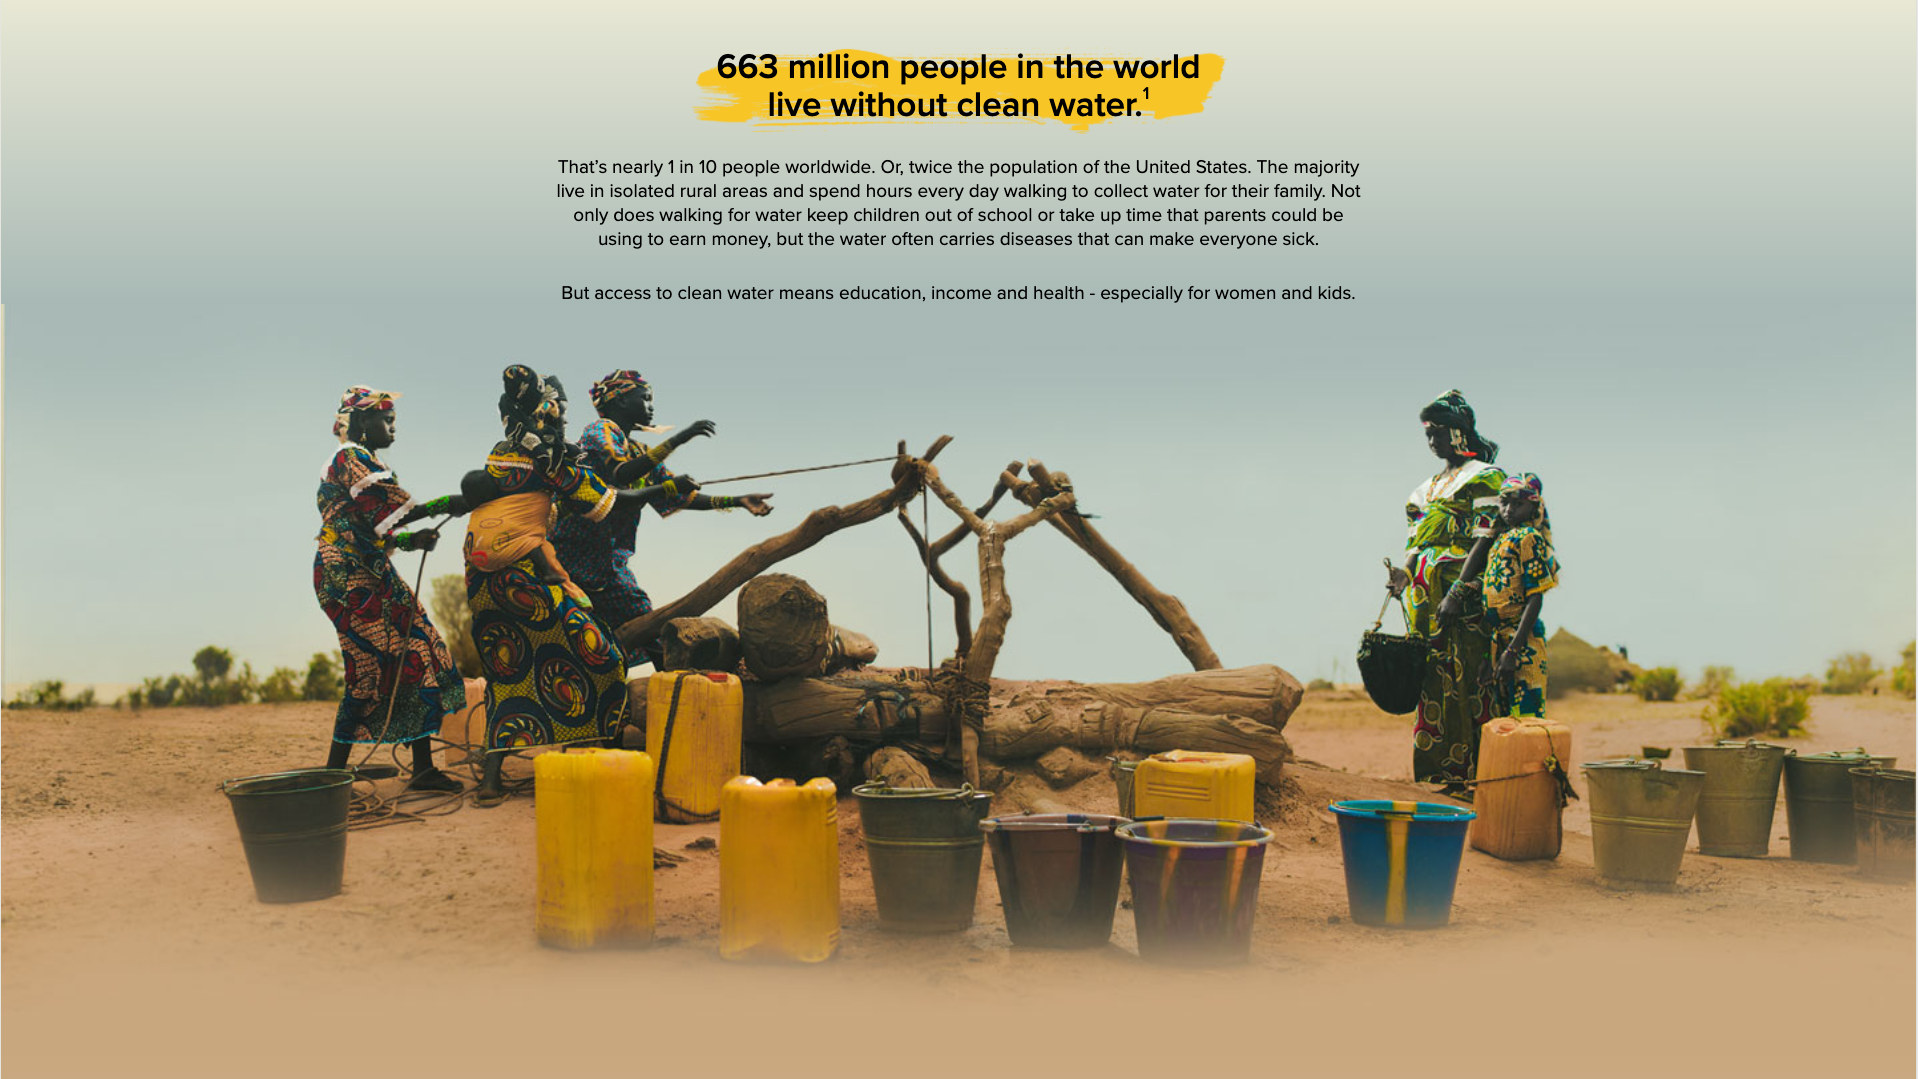 663 million people in the world
live without clean water.¹
That’s nearly 1 in 10 people worldwide. Or, twice the population of the United States. The majority
live in isolated rural areas and spend hours every day walking to collect water for their family. Not
only does walking for water keep children out of school or take up time that parents could be
using to earn money, but the water often carries diseases that can make everyone sick.
But access to clean water means education, income and health - especially for women and kids.